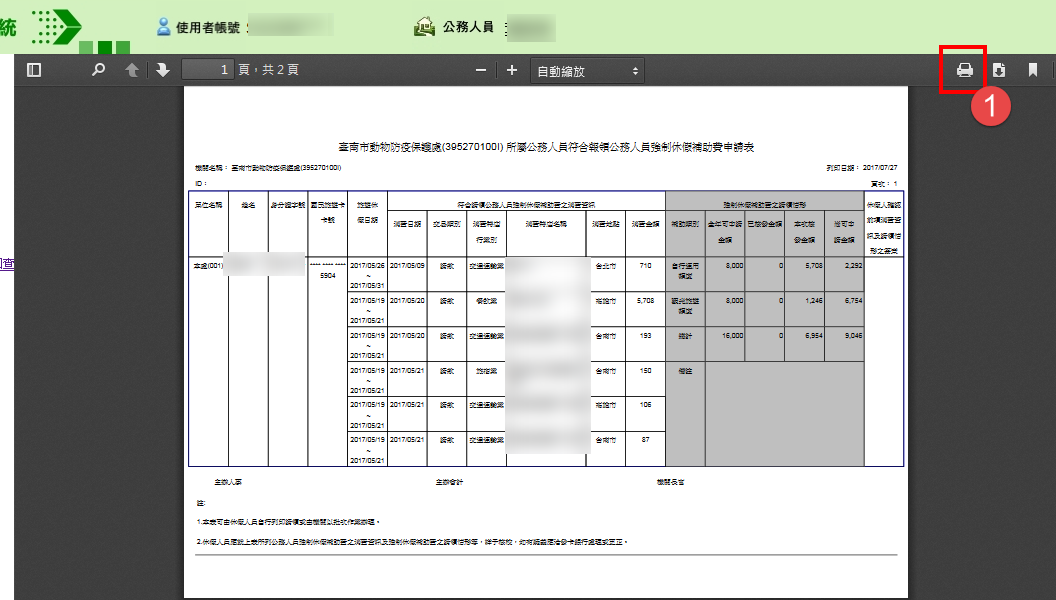 統
使用者帳號：
公務人員
1 頁，共 2 頁
自動縮放
1
查
臺南市動物防疫保護處(395270100I) 所屬公務人員符合報領公務人員強制休假補助費申請表
機關名稱： 臺南市動物防疫保護處(395270100I)
列印日期： 2017/07/27
ID：
頁次： 1
單位名稱 姓名 身分證字號 國民旅遊卡卡號 旅遊休假日期 符合請領公務人員強制休假補助費之消費資訊 強制休假補助費之請領情形 休假人確認前項消費資訊及請領情形之簽章
消費日期 交易類別 消費特店行業別 消費特店名稱 消費地點 消費金額 補助類別 全年可申請金額 已核發金額 本次核發金額 尚可申請金額
本處(001) **** **** **** 5904 2017/05/26 ~ 2017/05/31 2017/05/09 請款 交通運輸業 台北市 710 自行運用額度 8,000 0 5,708 2,292
2017/05/19 ~ 2017/05/21 2017/05/20 請款 餐飲業 5,708 觀光旅遊額度 8,000 0 1,246 6,754
2017/05/19 ~ 2017/05/21 2017/05/20 請款 交通運輸業 台南市 193 總計 16,000 0 6,954 9,046
2017/05/19 ~ 2017/05/21 2017/05/21 請款 旅宿業 台南市 150 備註
2017/05/19 ~ 2017/05/21 2017/05/21 請款 交通運輸業 106
2017/05/19 ~ 2017/05/21 2017/05/21 請款 交通運輸業 台南市 87
主辦人事 主辦會計 機關長官
註:
1.本表可由休假人員自行列印請領或由機關以批次作業辦理。
2.休假人員應就上表所列公務人員強制休假補助費之消費資訊及強制休假補助費之請領情形等，詳予核校，如有疑義應洽發卡銀行處理或更正。